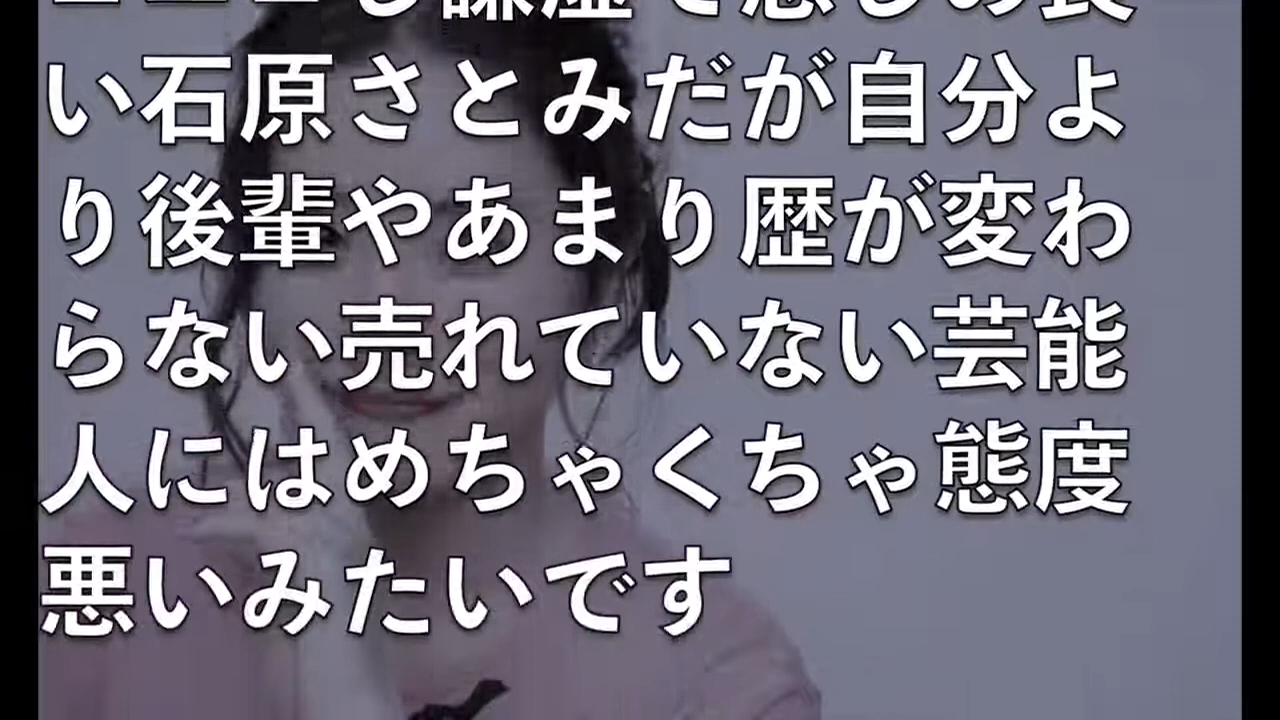 い石原さとみだが自分よ
り後輩やあまり歴が変わ
らない売れていない芸能
人にはめちゃくちゃ態度
悪いみたいです